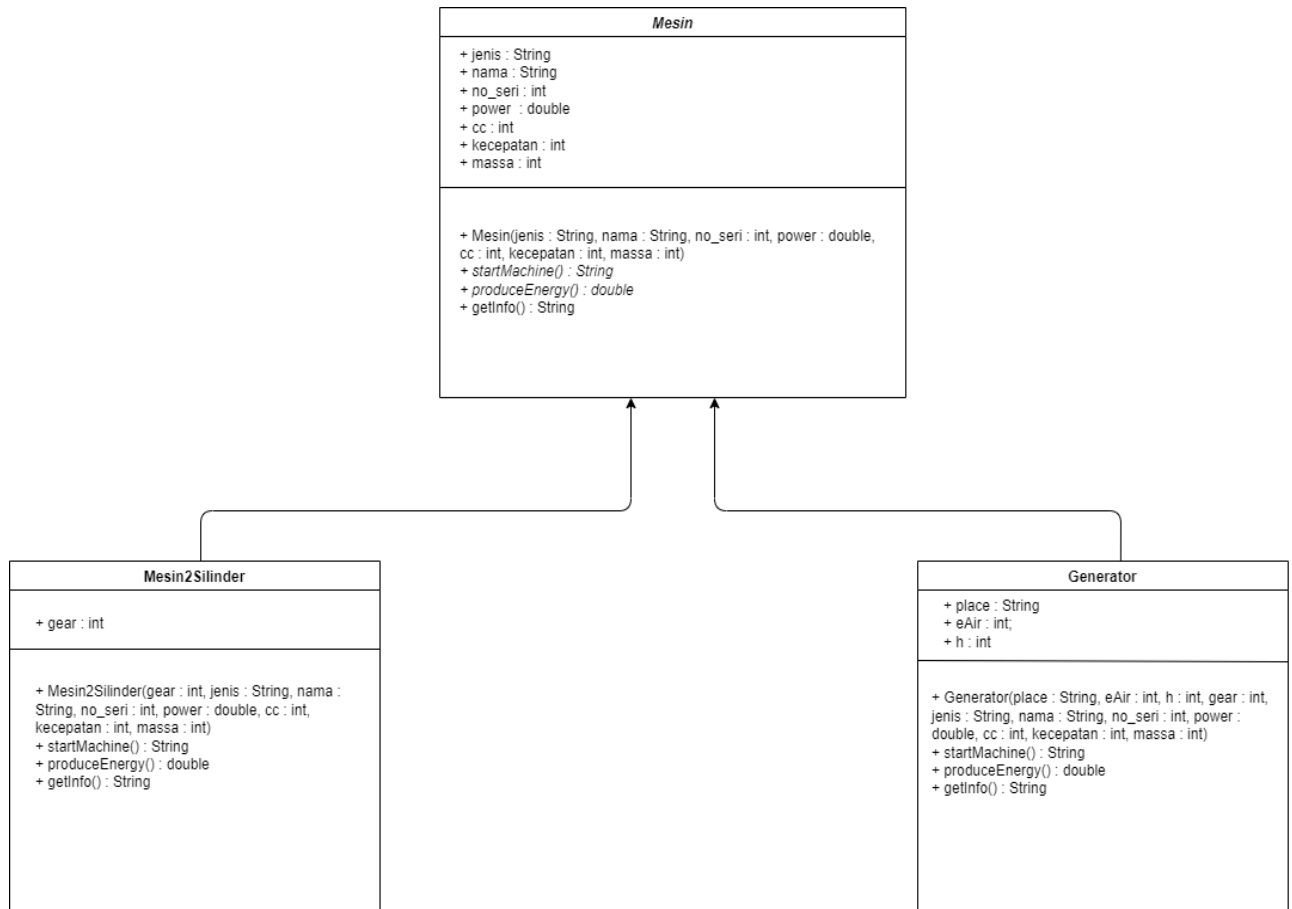 Mesin
+ jenis : String
+ nama : String
+ no_seri : int
+ power  : double
+ cc : int
+ kecepatan : int
+ massa : int
+ Mesin(jenis : String, nama : String, no_seri : int, power : double,
cc : int, kecepatan : int, massa : int)
+ startMachine() : String
+ produceEnergy() : double
+ getInfo() : String
Mesin2Silinder
+ gear : int
+ Mesin2Silinder(gear : int, jenis : String, nama :
String, no_seri : int, power : double, cc : int,
kecepatan : int, massa : int)
+ startMachine() : String
+ produceEnergy() : double
+ getInfo() : String
Generator
+ place : String
+ eAir : int;
+ h : int
+ Generator(place : String, eAir : int, h : int, gear : int,
jenis : String, nama : String, no_seri : int, power :
double, cc : int, kecepatan : int, massa : int)
+ startMachine() : String
+ produceEnergy() : double
+ getInfo() : String